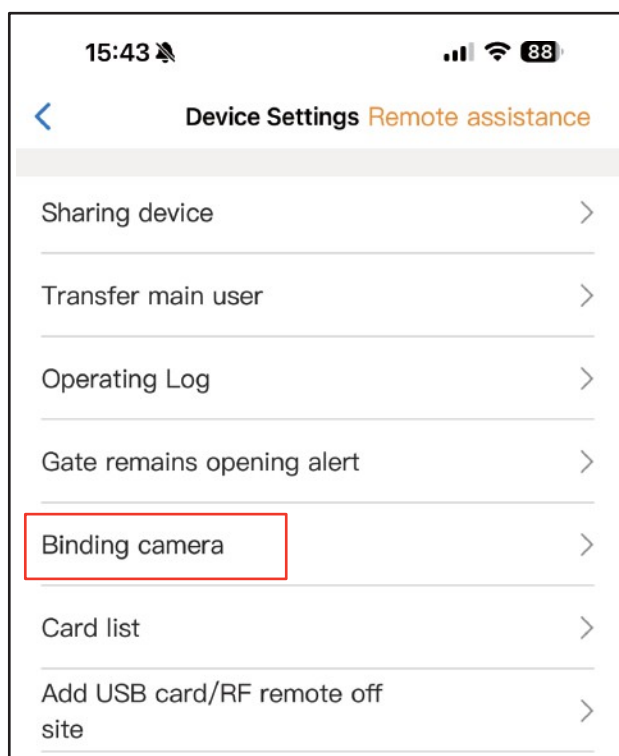 15:43 88
Device Settings Remote assistance
Sharing device
Transfer main user
Operating Log
Gate remains opening alert
Binding camera
Card list
Add USB card/RF remote off
site